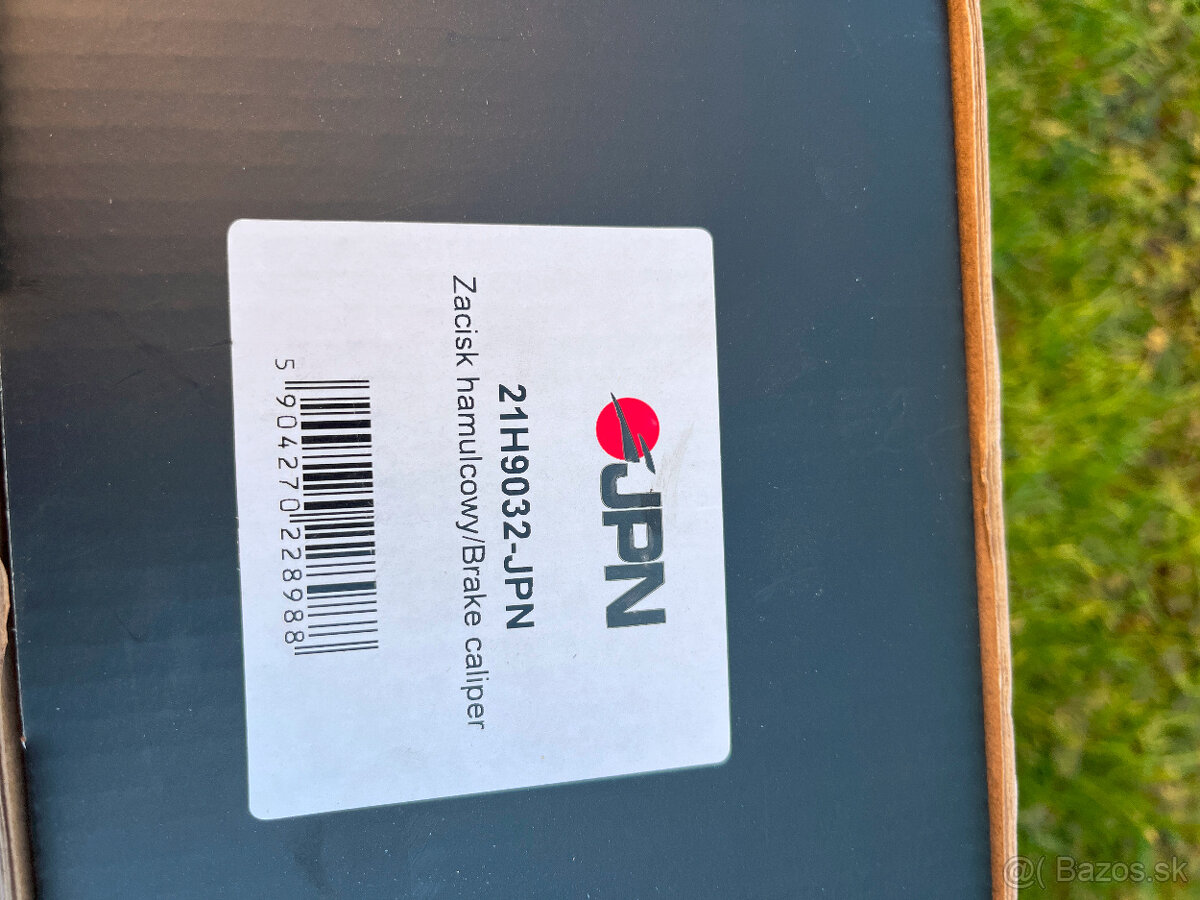 JPN
21H9032-JPN
Zacisk hamulcowy/Brake caliper
5 904270 228988
@( Bazos.sk